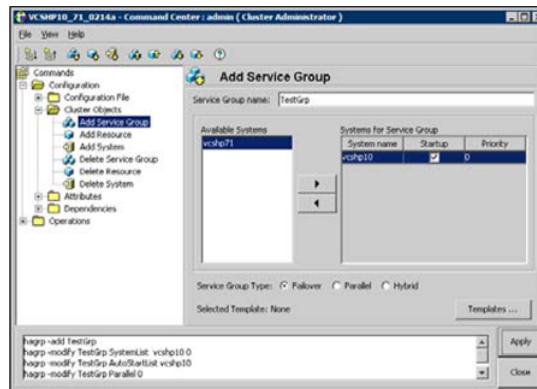 VCSHP10_71_0214a - Command Center : admin ( Cluster Administrator )
File View Help
Commands
Configuration
Configuration File
Cluster Objects
Add Service Group
Add Resource
Add System
Delete Service Group
Delete Resource
Delete System
Attributes
Dependencies
Operations
Add Service Group
Service Group name: TestGrp
Available Systems
vcshp71
Systems for Service Group
System name Startup Priority
vcshp10 0
Service Group Type: Failover Parallel Hybrid
Selected Template: None
Templates ...
hagrp -add TestGrp
hagrp -modify TestGrp SystemList vcshp10 0
hagrp -modify TestGrp AutoStartList vcshp10
hagrp -modify TestGrp Parallel 0
Apply
Close